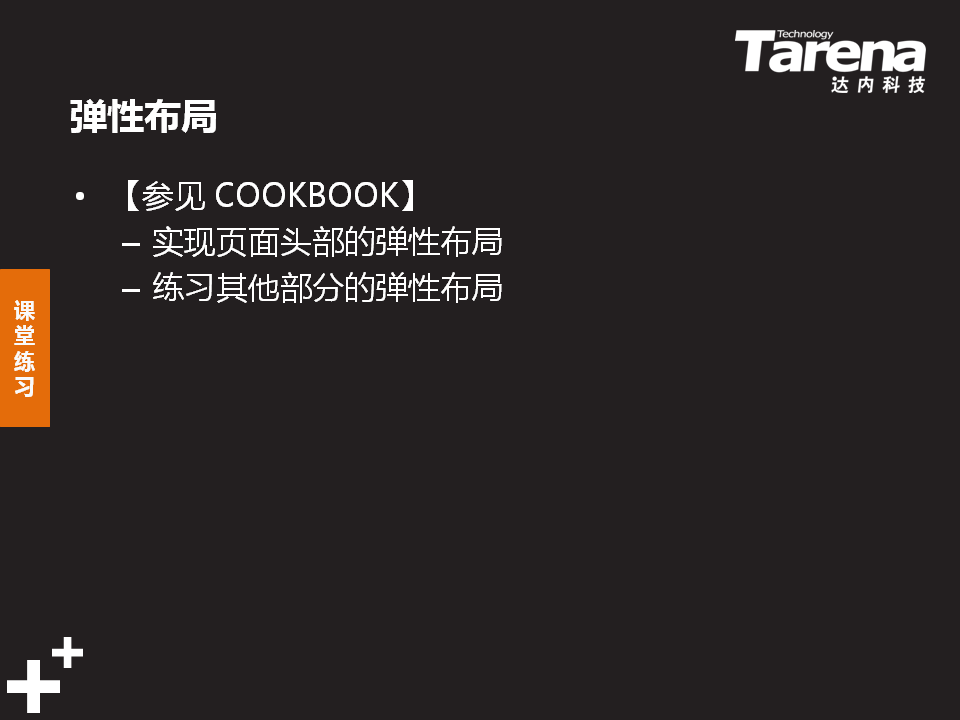 Technology
Tarena
达内科技
弹性布局
• 【参见 COOKBOOK】
– 实现页面头部的弹性布局
– 练习其他部分的弹性布局
课堂练习